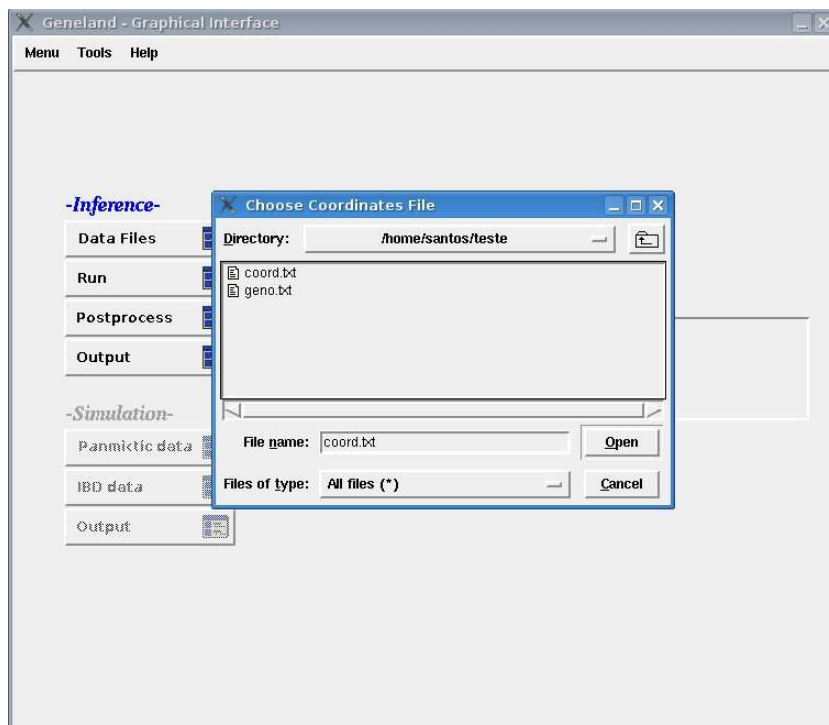 Geneland - Graphical Interface
Menu Tools Help
-Inference-
Data Files
Run
Postprocess
Output
-Simulation-
Panmictic data
IBD data
Output
Choose Coordinates File
Directory: /home/santos/teste
coord.txt
geno.txt
File name: coord.txt Open
Files of type: All files (*) Cancel